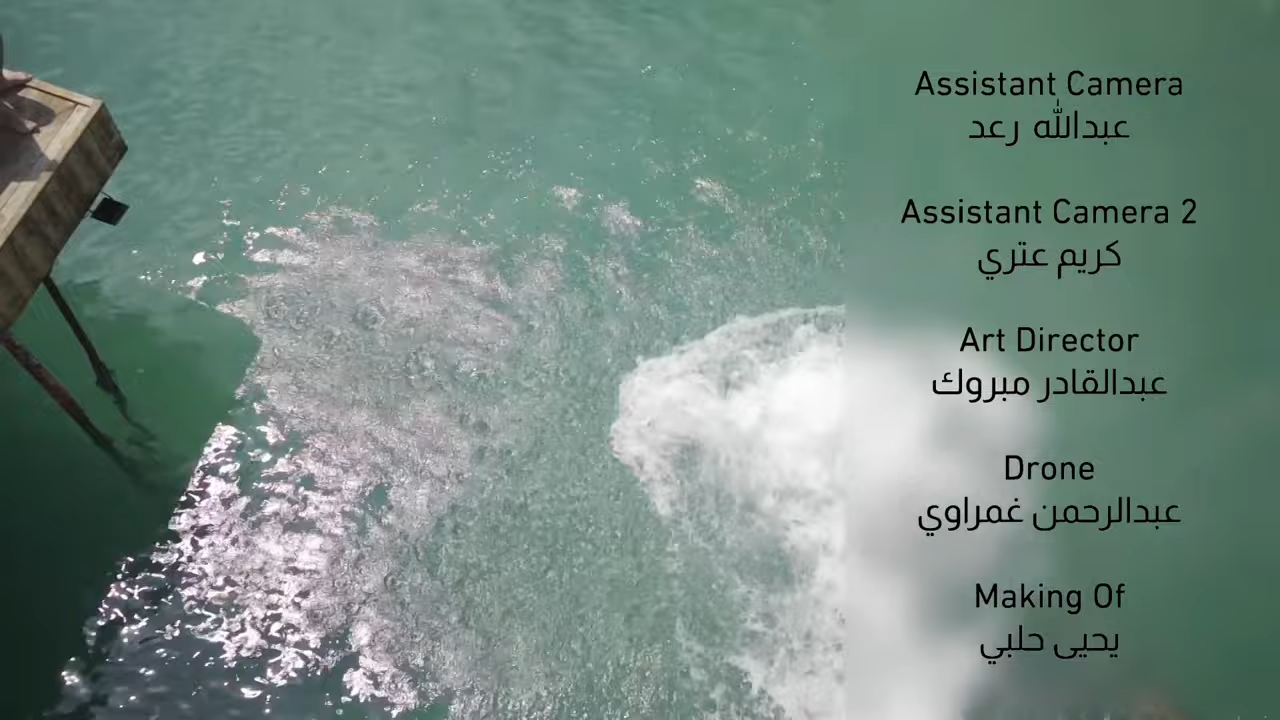 Assistant Camera
عبدالله رعد
Assistant Camera 2
كريم عتري
Art Director
عبدالقادر مبروك
Drone
عبدالرحمن غمراوي
Making Of
يحيى حلبي